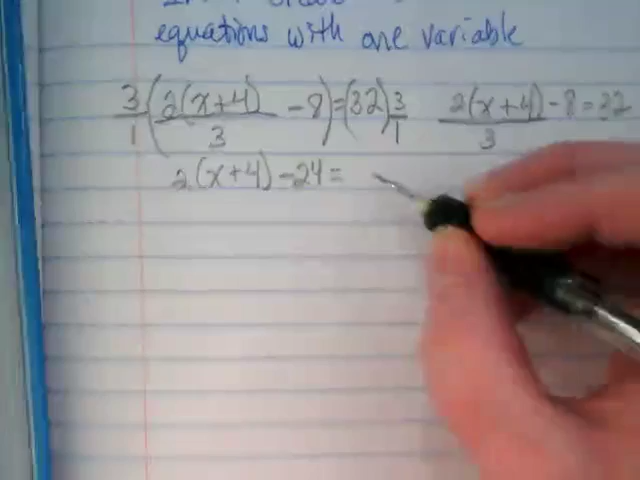 equations with one variable
3/1 (2(x+4)/3 - 8) = (32) 3/1 2(x+4)/3 - 8 = 32
2(x+4) - 24 =